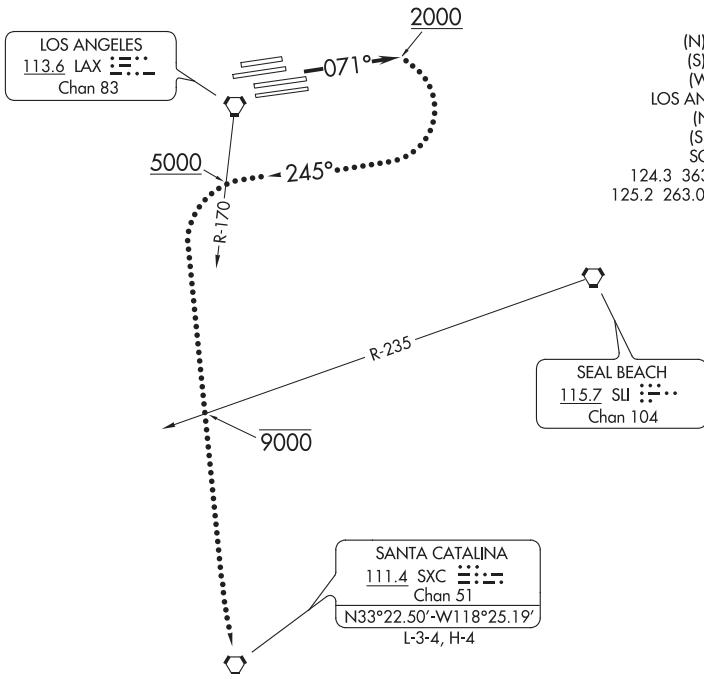 LOS ANGELES
113.6 LAX
Chan 83
2000
071°
5000
245°
R-170
(N)
(S)
(W
LOS AN
(N
(S
SO
124.3 363
125.2 263.0
R-235
SEAL BEACH
115.7 SLI
Chan 104
9000
SANTA CATALINA
111.4 SXC
Chan 51
N33°22.50'-W118°25.19'
L-3-4, H-4